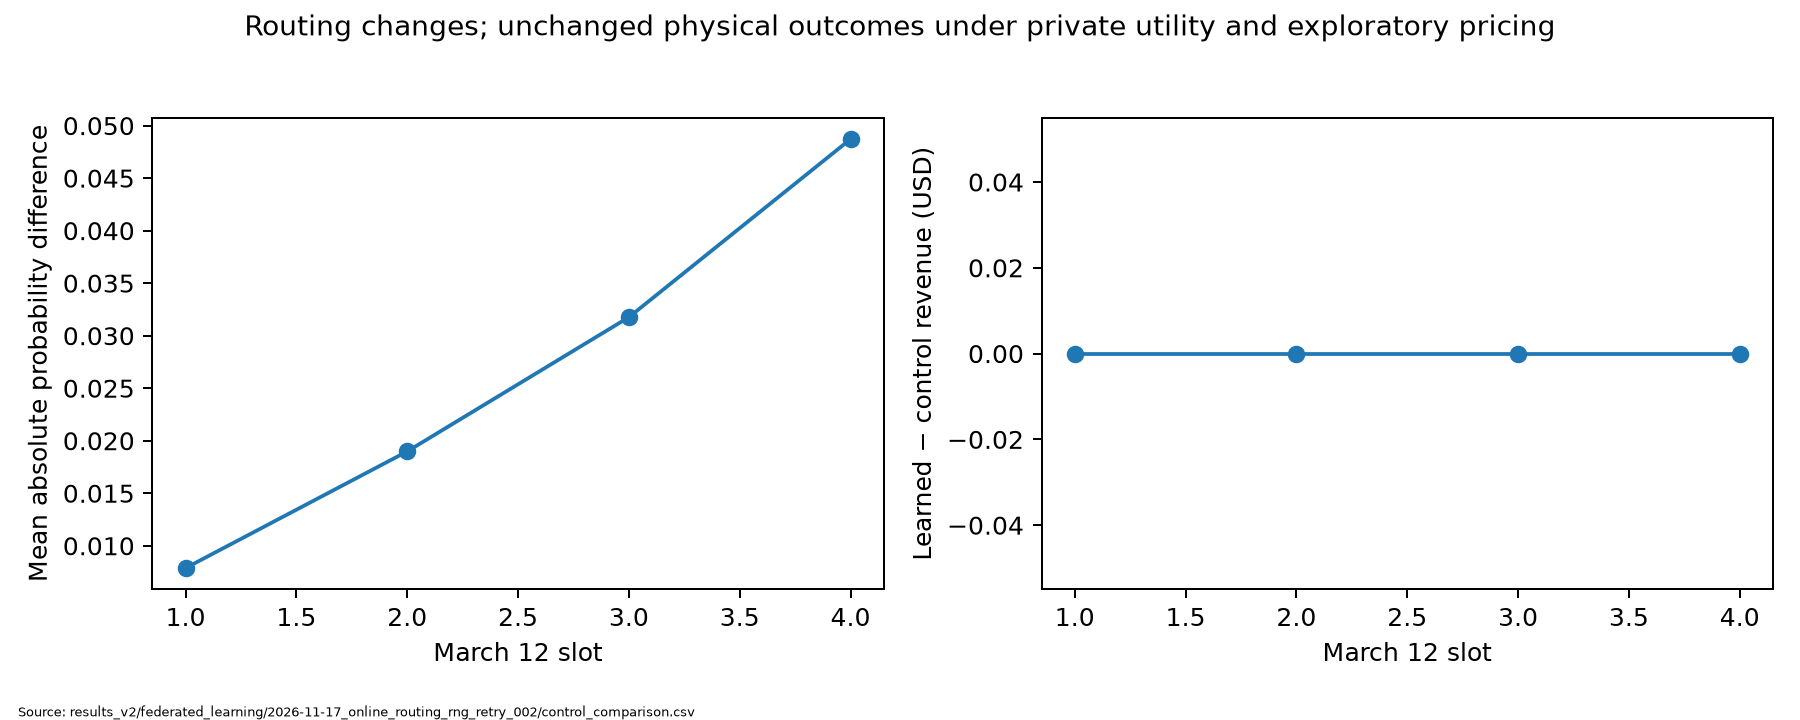 Routing changes; unchanged physical outcomes under private utility and exploratory pricing
Mean absolute probability difference
0.050
0.045
0.040
0.035
0.030
0.025
0.020
0.015
0.010
1.0 1.5 2.0 2.5 3.0 3.5 4.0
March 12 slot
Learned − control revenue (USD)
0.04
0.02
0.00
−0.02
−0.04
1.0 1.5 2.0 2.5 3.0 3.5 4.0
March 12 slot
Source: results_v2/federated_learning/2026-11-17_online_routing_rng_retry_002/control_comparison.csv